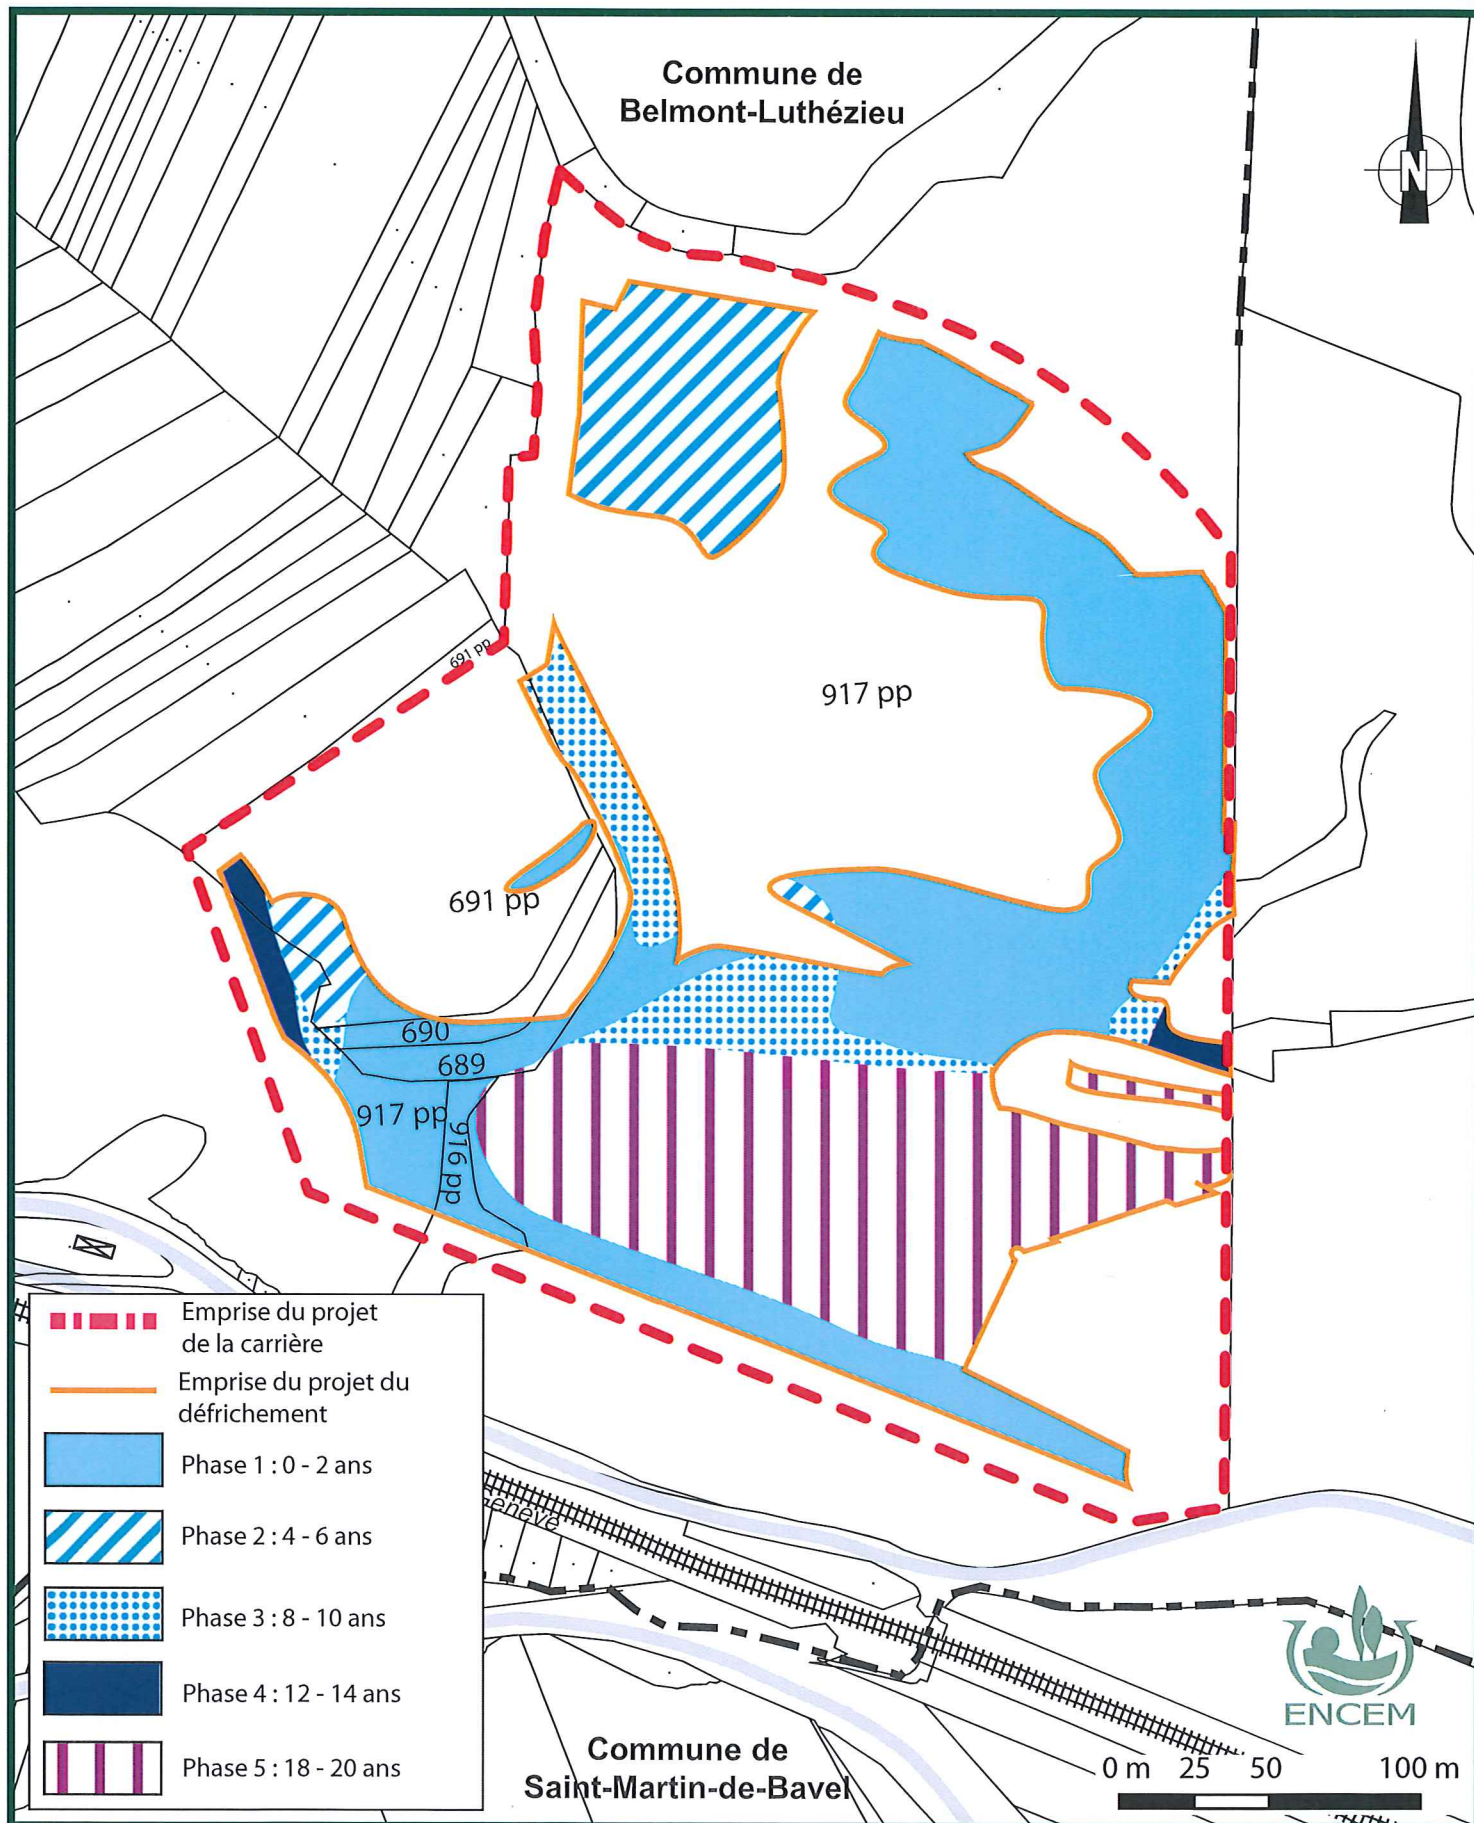 Commune de
Belmont-Luthézieu
N
691 pp
917 pp
691 pp
690
689
917 pp
916 pp
Emprise du projet
de la carrière
Emprise du projet du
défrichement
Phase 1 : 0 - 2 ans
Phase 2 : 4 - 6 ans
Phase 3 : 8 - 10 ans
Phase 4 : 12 - 14 ans
Phase 5 : 18 - 20 ans
Genève
ENCEM
Commune de
Saint-Martin-de-Bavel
0 m 25 50 100 m